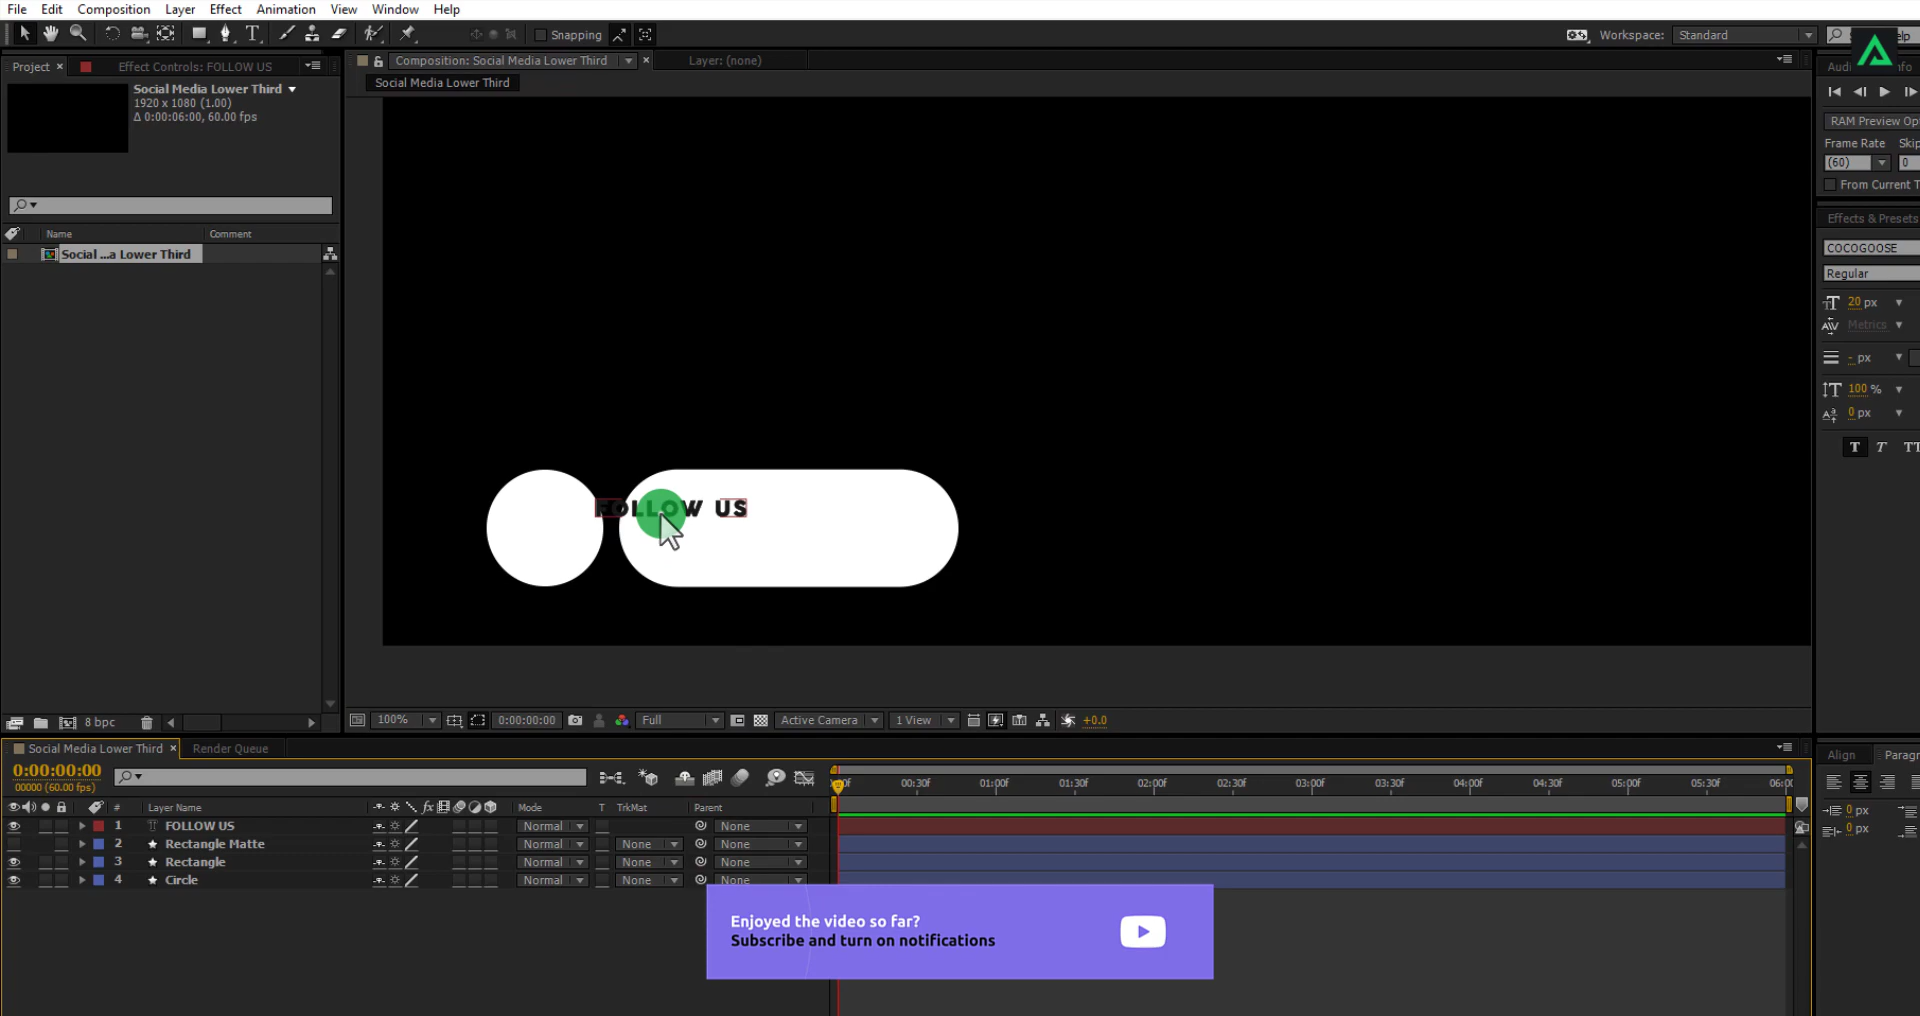 File Edit Composition Layer Effect Animation View Window Help
Snapping Workspace: Standard
Project Effect Controls: FOLLOW US Composition: Social Media Lower Third Layer: (none)
Social Media Lower Third
Social Media Lower Third
1920 x 1080 (1.00)
Δ 0:00:06:00, 60.00 fps
RAM Preview Opt
Frame Rate Skip
(60) 0
From Current T
Effects & Presets
Name Comment
COCOGOOSE
Social ...a Lower Third
Regular
20 px
Metrics
- px
100 %
0 px
T T TT
FOLLOW US
8 bpc 100% 0:00:00:00 Full Active Camera 1 View +0.0
Social Media Lower Third Render Queue
Align Paragr
0:00:00:00
00000 (60.00 fps)
00:30f 01:00f 01:30f 02:00f 02:30f 03:00f 03:30f 04:00f 04:30f 05:00f 05:30f 06:00
# Layer Name Mode T TrkMat Parent
0 px
0 px
1 FOLLOW US Normal None
2 Rectangle Matte Normal None None
3 Rectangle Normal None None
4 Circle Normal None None
Enjoyed the video so far?
Subscribe and turn on notifications